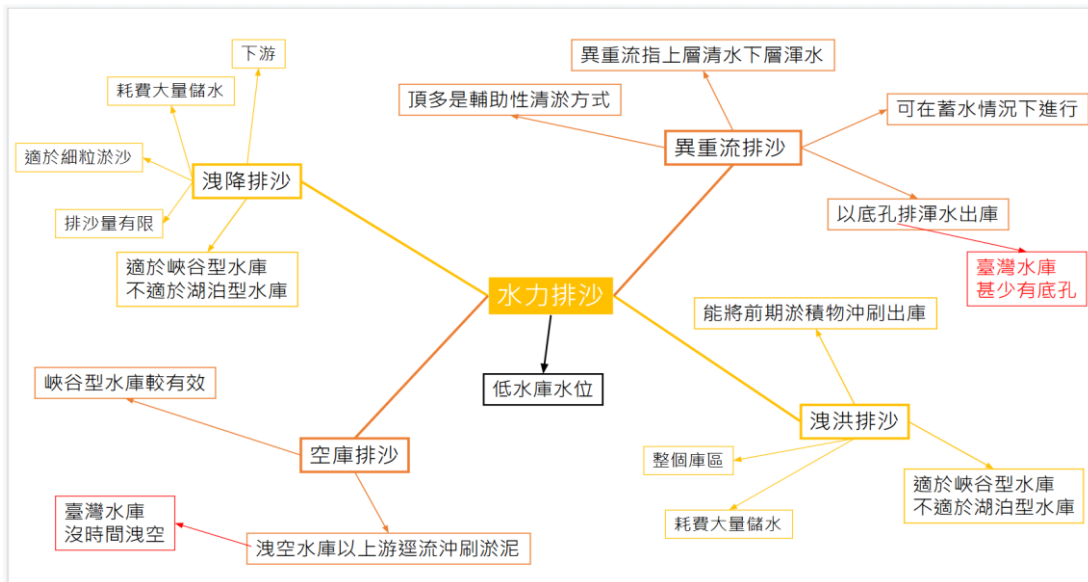 下游
耗費大量儲水
適於細粒淤沙
洩降排沙
排沙量有限
適於峽谷型水庫
不適於湖泊型水庫
異重流指上層清水下層渾水
頂多是輔助性清淤方式
可在蓄水情況下進行
異重流排沙
以底孔排渾水出庫
臺灣水庫
甚少有底孔
水力排沙
低水庫水位
能將前期淤積物沖刷出庫
洩洪排沙
整個庫區
耗費大量儲水
適於峽谷型水庫
不適於湖泊型水庫
峽谷型水庫較有效
空庫排沙
臺灣水庫
沒時間洩空
洩空水庫以上游逕流沖刷淤泥